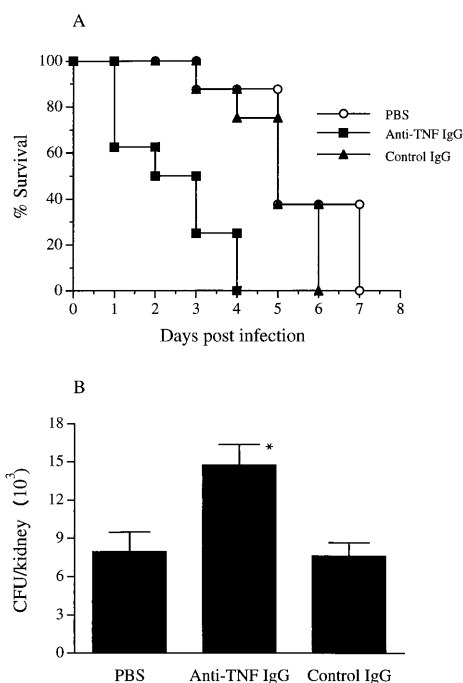 A
100
80
60
40
20
0
% Survival
0 1 2 3 4 5 6 7 8
Days post infection
PBS
Anti-TNF IgG
Control IgG
B
18
15
12
9
6
3
0
CFU/kidney (10³)
*
PBS Anti-TNF IgG Control IgG